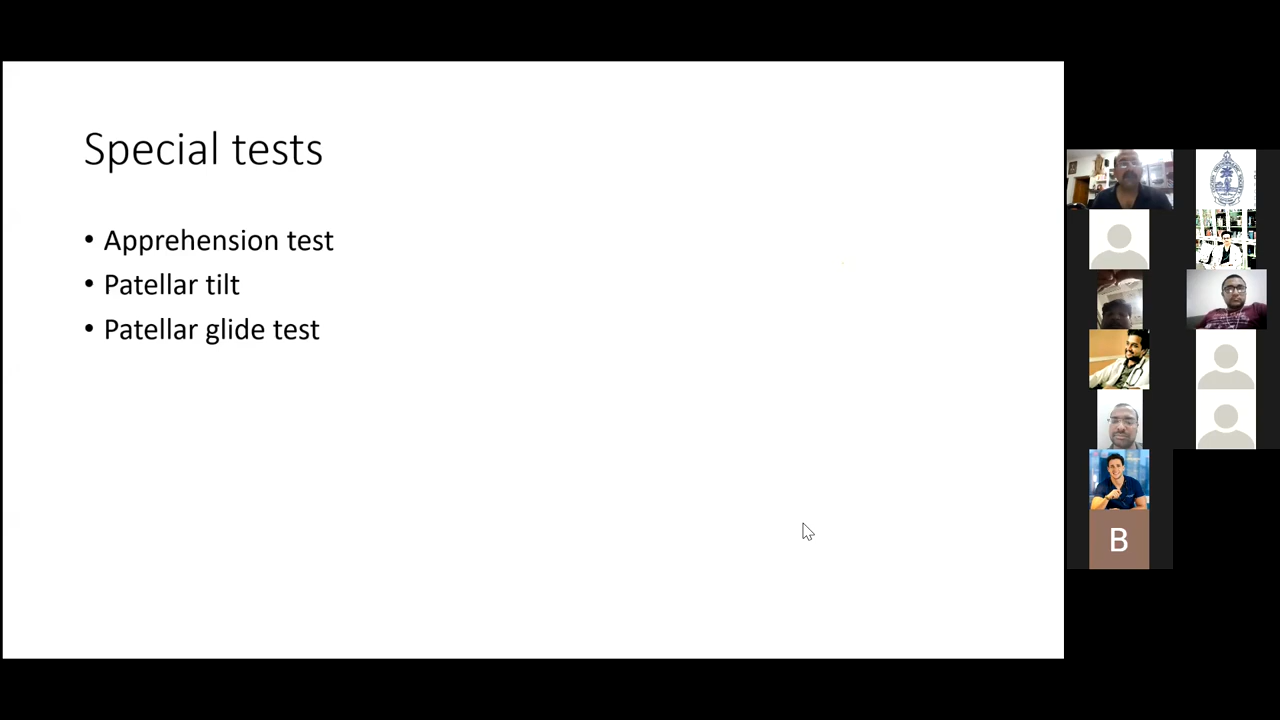 Special tests
• Apprehension test
• Patellar tilt
• Patellar glide test
B